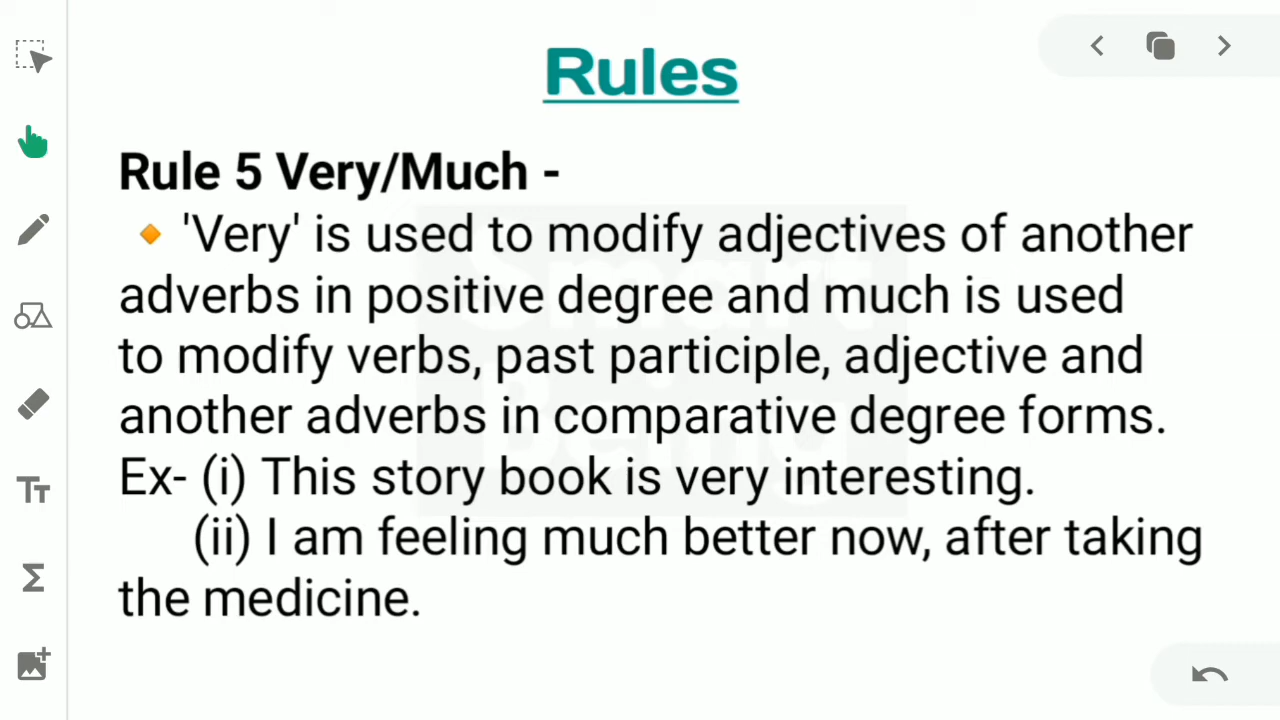 Rules
Rule 5 Very/Much -
🔸 'Very' is used to modify adjectives of another
adverbs in positive degree and much is used
to modify verbs, past participle, adjective and
another adverbs in comparative degree forms.
Ex- (i) This story book is very interesting.
(ii) I am feeling much better now, after taking
the medicine.
Smart
Being